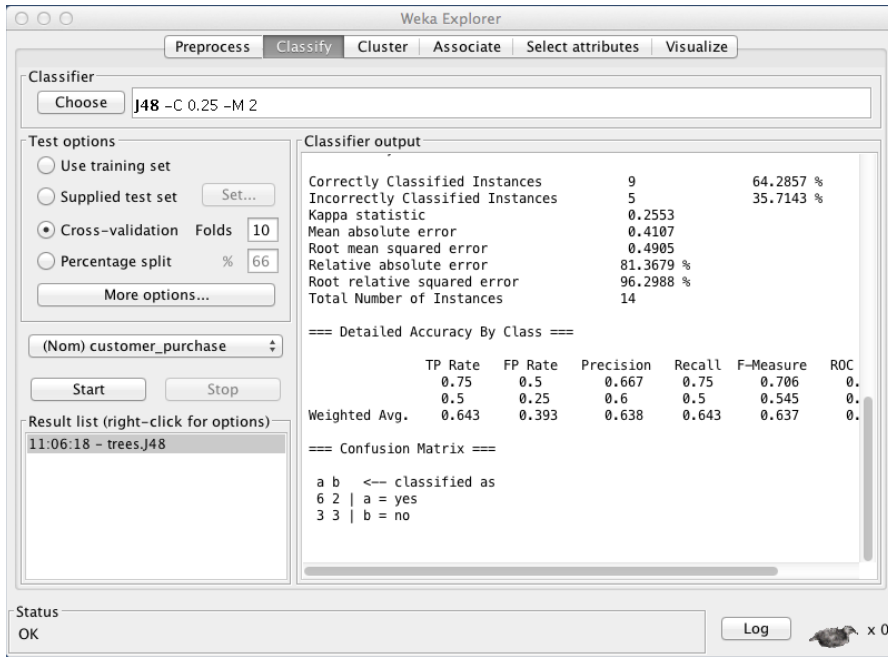 Weka Explorer
Preprocess Classify Cluster Associate Select attributes Visualize
Classifier
Choose J48 -C 0.25 -M 2
Test options
Use training set
Supplied test set Set...
Cross-validation Folds 10
Percentage split % 66
More options...
(Nom) customer_purchase
Start Stop
Result list (right-click for options)
11:06:18 - trees.J48
Classifier output
Correctly Classified Instances 9 64.2857 %
Incorrectly Classified Instances 5 35.7143 %
Kappa statistic 0.2553
Mean absolute error 0.4107
Root mean squared error 0.4905
Relative absolute error 81.3679 %
Root relative squared error 96.2988 %
Total Number of Instances 14
=== Detailed Accuracy By Class ===
TP Rate FP Rate Precision Recall F-Measure ROC
0.75 0.5 0.667 0.75 0.706 0.
0.5 0.25 0.6 0.5 0.545 0.
Weighted Avg. 0.643 0.393 0.638 0.643 0.637 0.
=== Confusion Matrix ===
a b <-- classified as
6 2 | a = yes
3 3 | b = no
Status
OK
Log x 0